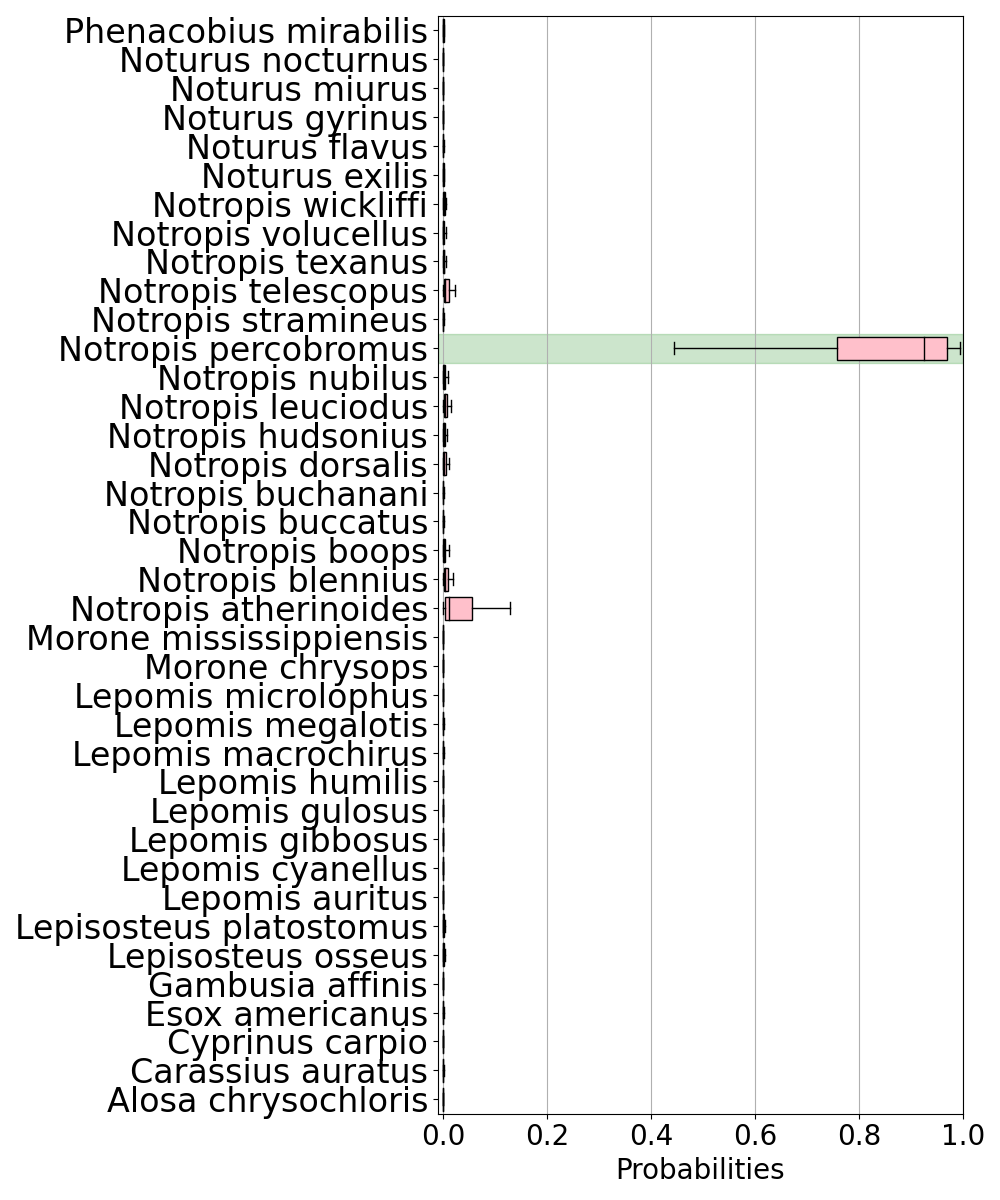 Phenacobius mirabilis
Noturus nocturnus
Noturus miurus
Noturus gyrinus
Noturus flavus
Noturus exilis
Notropis wickliffi
Notropis volucellus
Notropis texanus
Notropis telescopus
Notropis stramineus
Notropis percobromus
Notropis nubilus
Notropis leuciodus
Notropis hudsonius
Notropis dorsalis
Notropis buchanani
Notropis buccatus
Notropis boops
Notropis blennius
Notropis atherinoides
Morone mississippiensis
Morone chrysops
Lepomis microlophus
Lepomis megalotis
Lepomis macrochirus
Lepomis humilis
Lepomis gulosus
Lepomis gibbosus
Lepomis cyanellus
Lepomis auritus
Lepisosteus platostomus
Lepisosteus osseus
Gambusia affinis
Esox americanus
Cyprinus carpio
Carassius auratus
Alosa chrysochloris
0.0 0.2 0.4 0.6 0.8 1.0
Probabilities